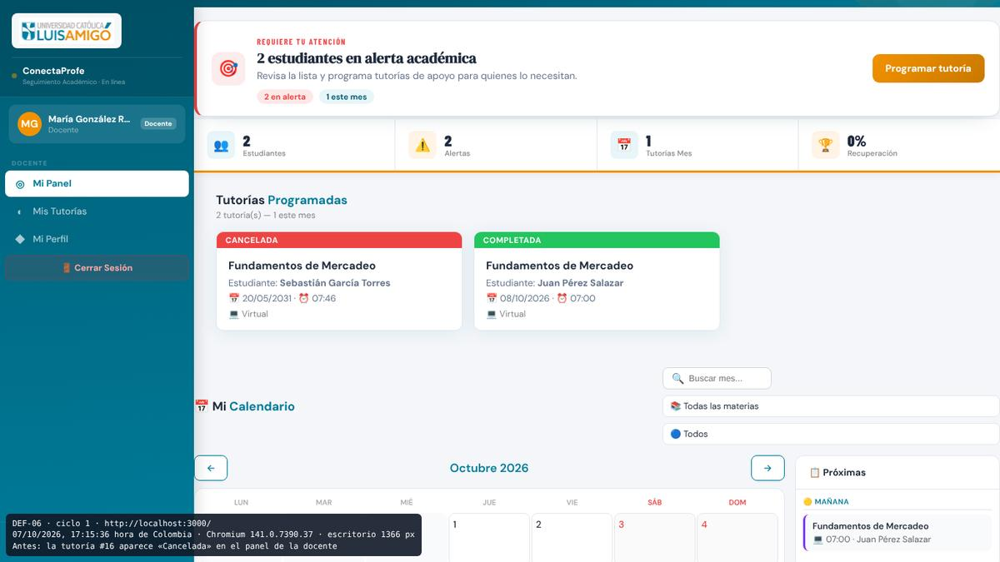 UNIVERSIDAD CATÓLICA
LUISAMIGÓ
ConectaProfe
Seguimiento Académico · En línea
MG
María González R...
Docente
Docente
DOCENTE
Mi Panel
Mis Tutorías
Mi Perfil
Cerrar Sesión
REQUIERE TU ATENCIÓN
2 estudiantes en alerta académica
Revisa la lista y programa tutorías de apoyo para quienes lo necesitan.
2 en alerta
1 este mes
Programar tutoría
2
Estudiantes
2
Alertas
1
Tutorías Mes
0%
Recuperación
Tutorías Programadas
2 tutoría(s) — 1 este mes
CANCELADA
Fundamentos de Mercadeo
Estudiante: Sebastián García Torres
📅 20/05/2031 · ⏰ 07:46
💻 Virtual
COMPLETADA
Fundamentos de Mercadeo
Estudiante: Juan Pérez Salazar
📅 08/10/2026 · ⏰ 07:00
💻 Virtual
🔍 Buscar mes...
📅 Mi Calendario
📚 Todas las materias
🔵 Todos
←
Octubre 2026
→
LUN MAR MIÉ JUE VIE SÁB DOM
1 2 3 4
📋 Próximas
MAÑANA
Fundamentos de Mercadeo
💻 07:00 · Juan Pérez Salazar
DEF-06 · ciclo 1 · http://localhost:3000/
07/10/2026, 17:15:36 hora de Colombia · Chromium 141.0.7390.37 · escritorio 1366 px
Antes: la tutoría #16 aparece «Cancelada» en el panel de la docente